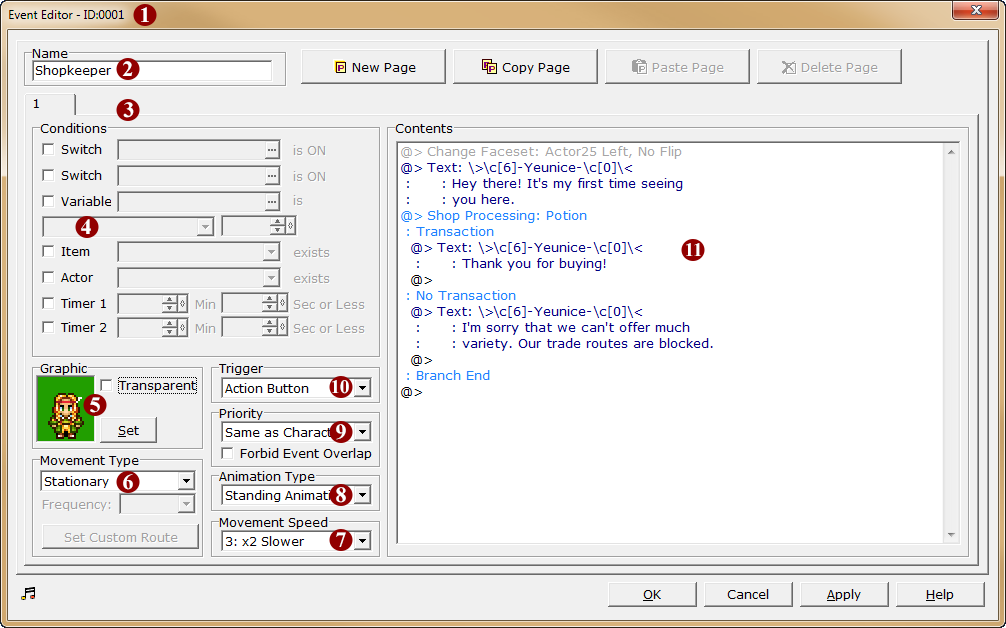 Event Editor - ID:0001 1
Name
Shopkeeper 2
New Page Copy Page Paste Page Delete Page
1
3
Conditions
Switch ... is ON
Switch ... is ON
Variable ... is
4
Item exists
Actor exists
Timer 1 Min Sec or Less
Timer 2 Min Sec or Less
Graphic
Transparent
5
Set
Movement Type
Stationary 6
Frequency:
Set Custom Route
Trigger
Action Button 10
Priority
Same as Charact 9
Forbid Event Overlap
Animation Type
Standing Animati 8
Movement Speed
3: x2 Slower 7
Contents
@> Change Faceset: Actor25 Left, No Flip
@> Text: \>\c[6]-Yeunice-\c[0]\<
: : Hey there! It's my first time seeing
: : you here.
@> Shop Processing: Potion
: Transaction
@> Text: \>\c[6]-Yeunice-\c[0]\<
: : Thank you for buying!
@>
: No Transaction
@> Text: \>\c[6]-Yeunice-\c[0]\<
: : I'm sorry that we can't offer much
: : variety. Our trade routes are blocked.
@>
: Branch End
@>
11
OK Cancel Apply Help